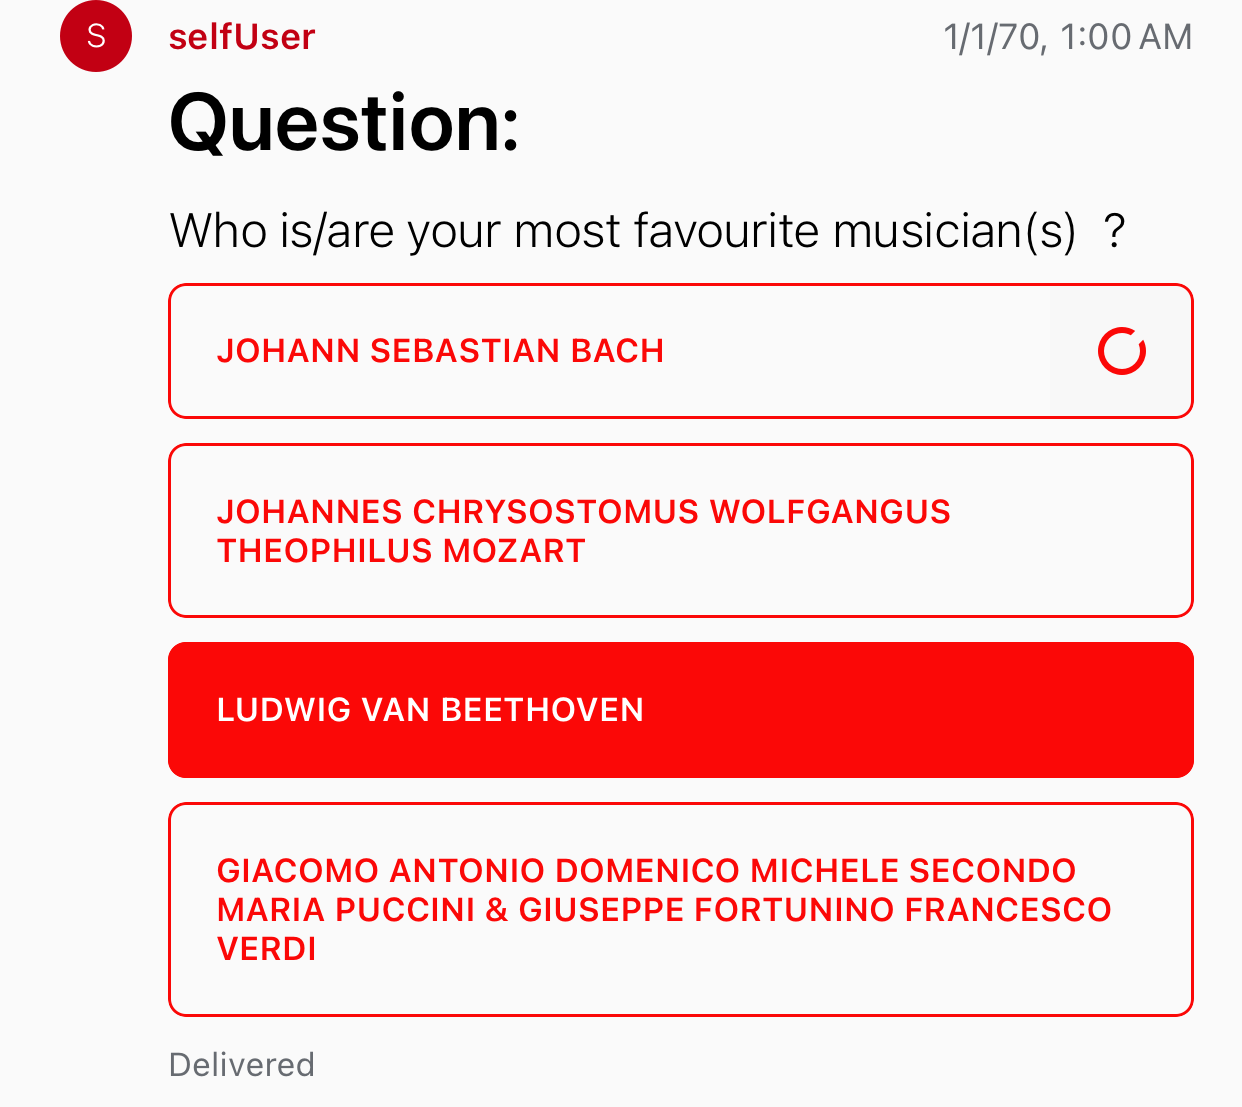 S
selfUser
1/1/70, 1:00 AM
Question:
Who is/are your most favourite musician(s)  ?
JOHANN SEBASTIAN BACH
JOHANNES CHRYSOSTOMUS WOLFGANGUS
THEOPHILUS MOZART
LUDWIG VAN BEETHOVEN
GIACOMO ANTONIO DOMENICO MICHELE SECONDO
MARIA PUCCINI & GIUSEPPE FORTUNINO FRANCESCO
VERDI
Delivered